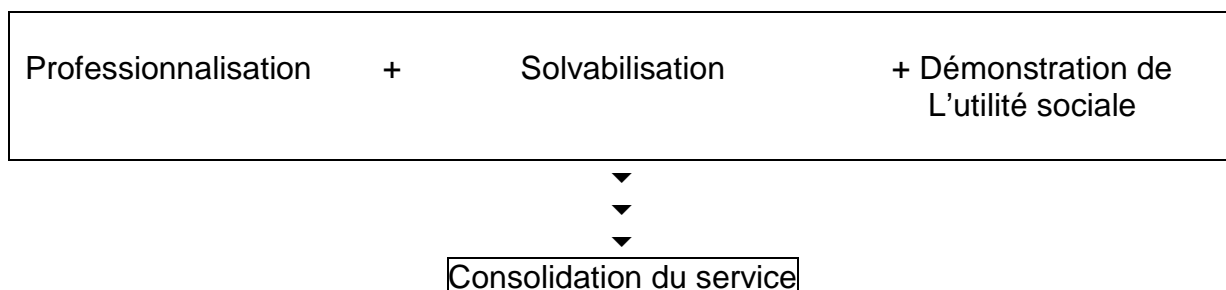 Professionnalisation + Solvabilisation + Démonstration de
L’utilité sociale
Consolidation du service